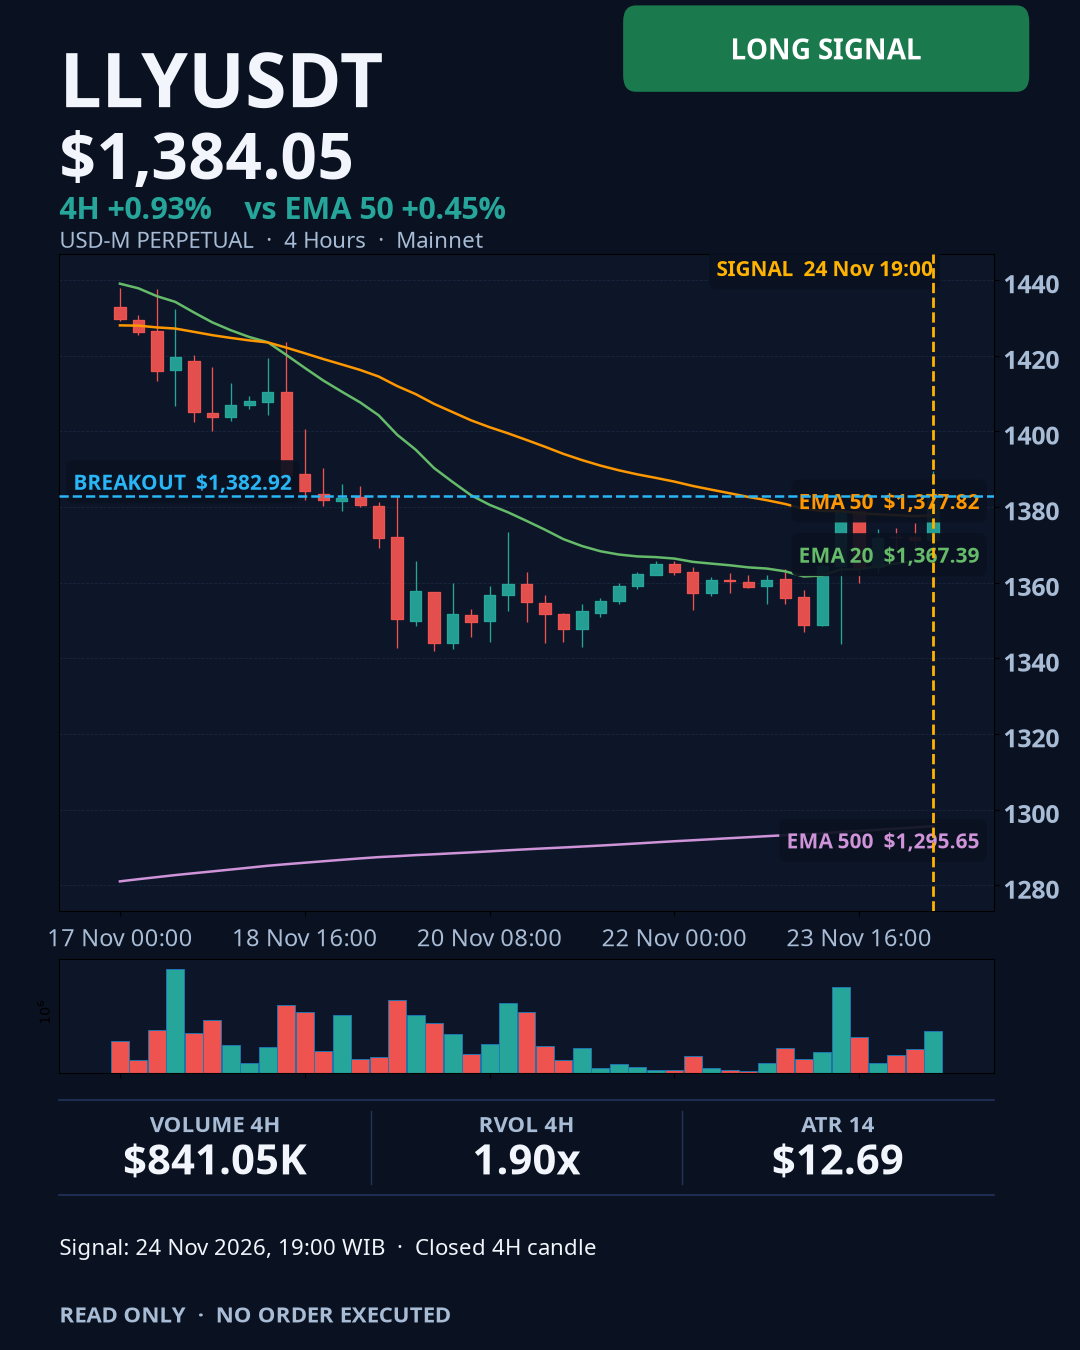 LONG SIGNAL
LLYUSDT
$1,384.05
4H +0.93% vs EMA 50 +0.45%
USD-M PERPETUAL · 4 Hours · Mainnet
SIGNAL 24 Nov 19:00
1440
1420
1400
BREAKOUT $1,382.92
EMA 50 $1,377.82
1380
EMA 20 $1,367.39
1360
1340
1320
1300
EMA 500 $1,295.65
1280
17 Nov 00:00 18 Nov 16:00 20 Nov 08:00 22 Nov 00:00 23 Nov 16:00
10⁶
VOLUME 4H RVOL 4H ATR 14
$841.05K 1.90x $12.69
Signal: 24 Nov 2026, 19:00 WIB · Closed 4H candle
READ ONLY · NO ORDER EXECUTED